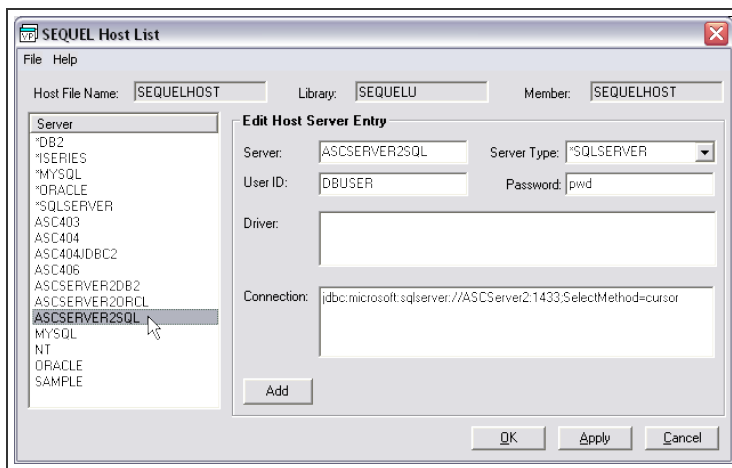 SEQUEL Host List
File Help
Host File Name: SEQUELHOST Library: SEQUELU Member: SEQUELHOST
Server
*DB2
*ISERIES
*MYSQL
*ORACLE
*SQLSERVER
ASC403
ASC404
ASC404JDBC2
ASC406
ASCSERVER2DB2
ASCSERVER2ORCL
ASCSERVER2SQL
MYSQL
NT
ORACLE
SAMPLE
Edit Host Server Entry
Server: ASCSERVER2SQL Server Type: *SQLSERVER
User ID: DBUSER Password: pwd
Driver:
Connection: jdbc:microsoft:sqlserver://ASCServer2:1433;SelectMethod=cursor
Add
OK Apply Cancel